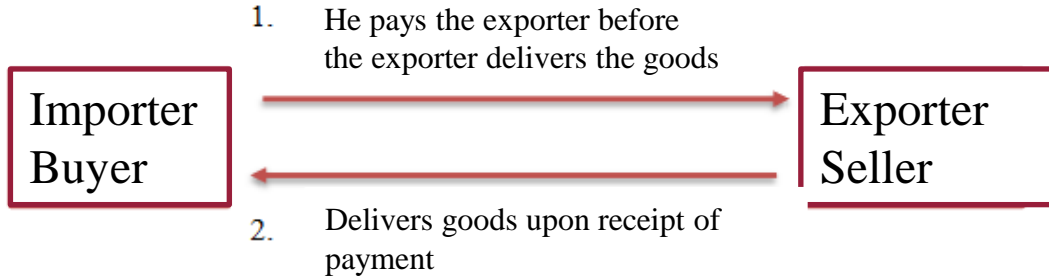 1. He pays the exporter before
the exporter delivers the goods
Importer
Buyer
Exporter
Seller
2. Delivers goods upon receipt of
payment